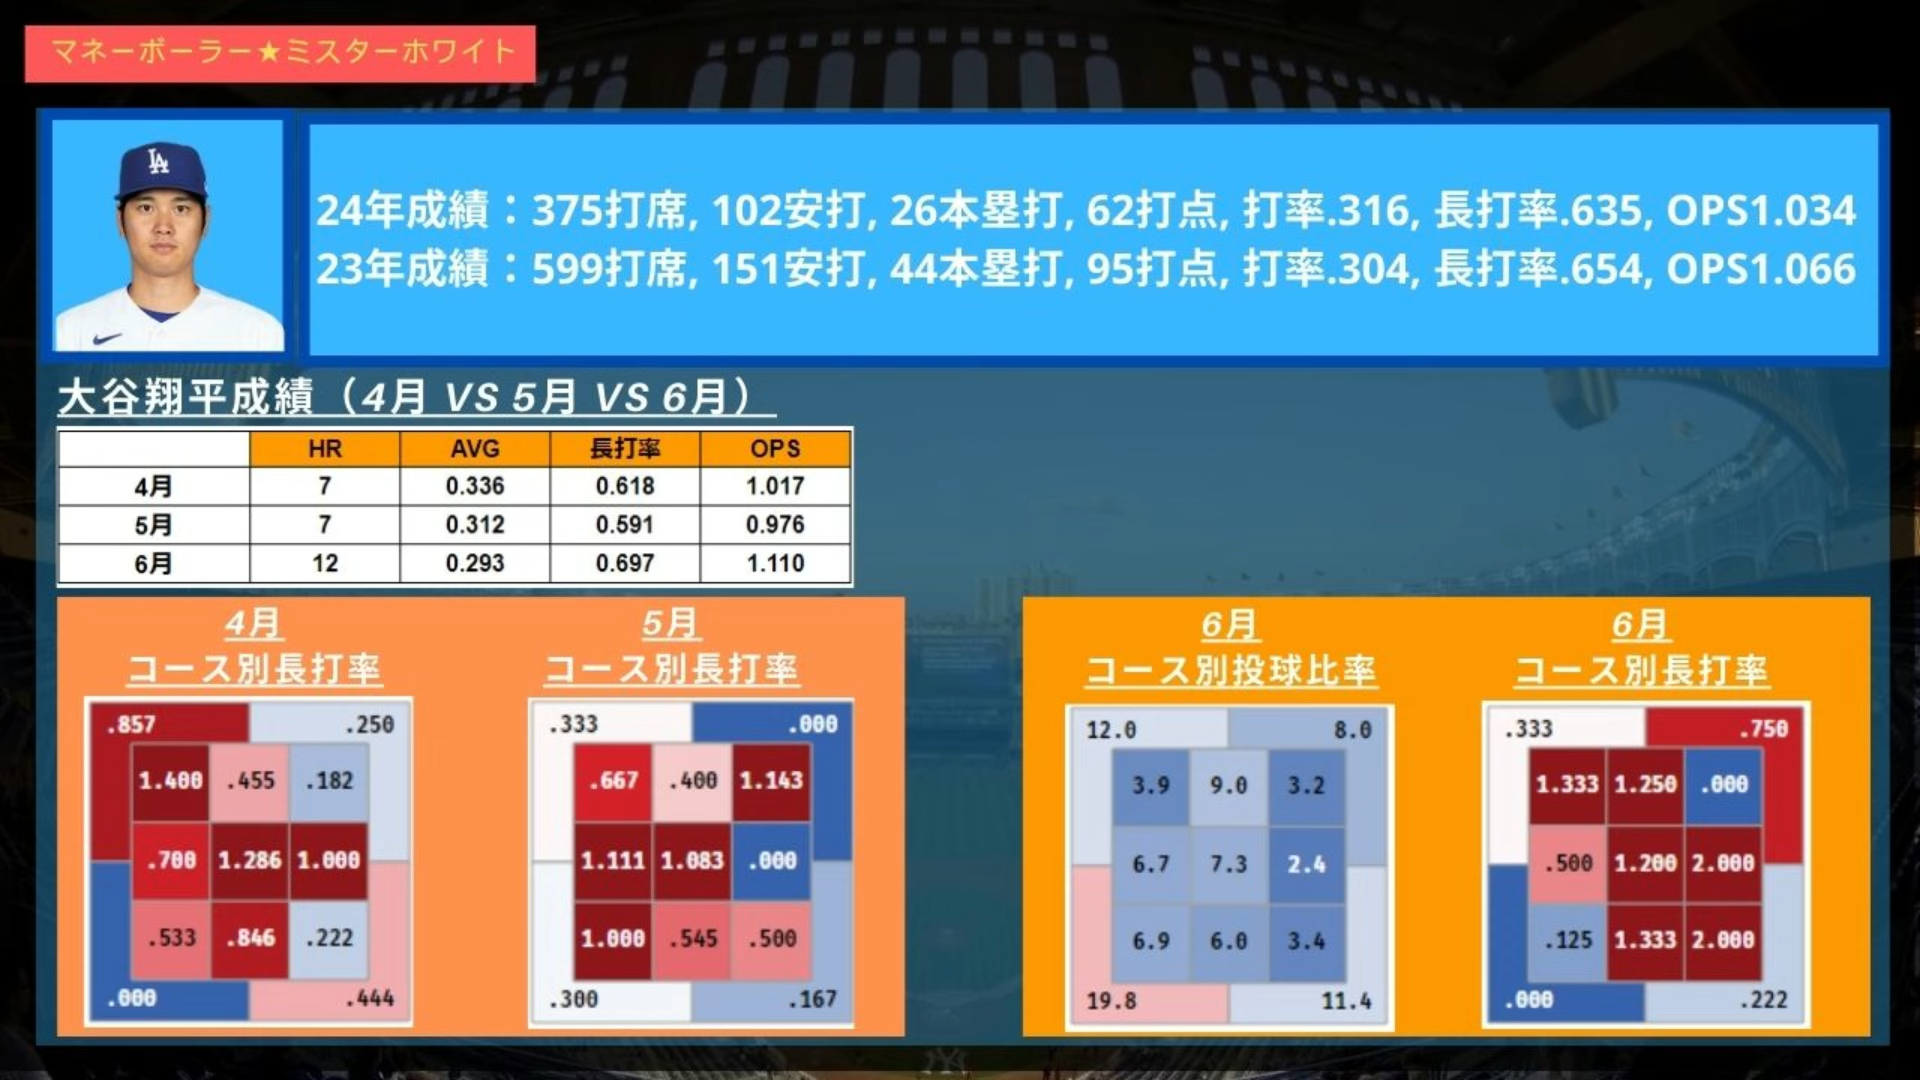 マネーボーラー★ミスターホワイト
LA
24年成績：375打席, 102安打, 26本塁打, 62打点, 打率.316, 長打率.635, OPS1.034
23年成績：599打席, 151安打, 44本塁打, 95打点, 打率.304, 長打率.654, OPS1.066
大谷翔平成績（4月 VS 5月 VS 6月）
HR AVG 長打率 OPS
4月 7 0.336 0.618 1.017
5月 7 0.312 0.591 0.976
6月 12 0.293 0.697 1.110
4月
コース別長打率
.857 .250
1.400 .455 .182
.700 1.286 1.000
.533 .846 .222
.000 .444
5月
コース別長打率
.333 .000
.667 .400 1.143
1.111 1.083 .000
1.000 .545 .500
.300 .167
6月
コース別投球比率
12.0 8.0
3.9 9.0 3.2
6.7 7.3 2.4
6.9 6.0 3.4
19.8 11.4
6月
コース別長打率
.333 .750
1.333 1.250 .000
.500 1.200 2.000
.125 1.333 2.000
.000 .222
NY